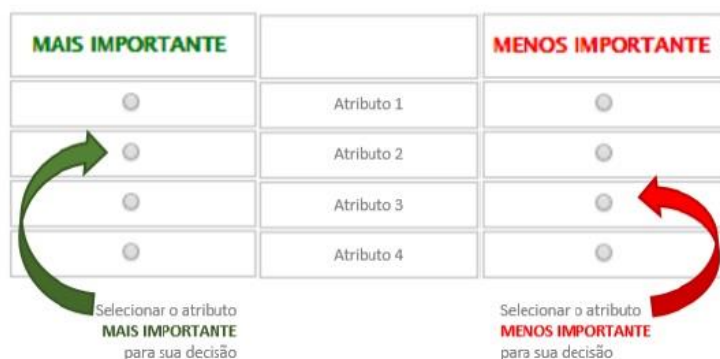 MAIS IMPORTANTE
MENOS IMPORTANTE
Atributo 1
Atributo 2
Atributo 3
Atributo 4
Selecionar o atributo
MAIS IMPORTANTE
para sua decisão
Selecionar o atributo
MENOS IMPORTANTE
para sua decisão